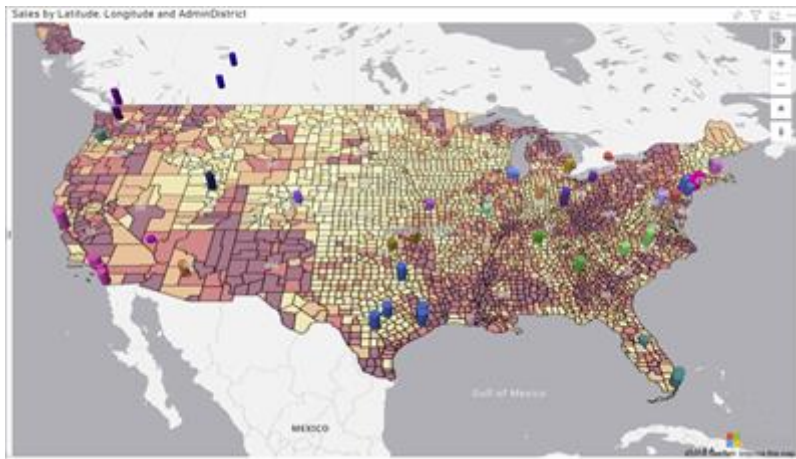 Sales by Latitude, Longitude and AdminDistrict
Gulf of Mexico
MEXICO